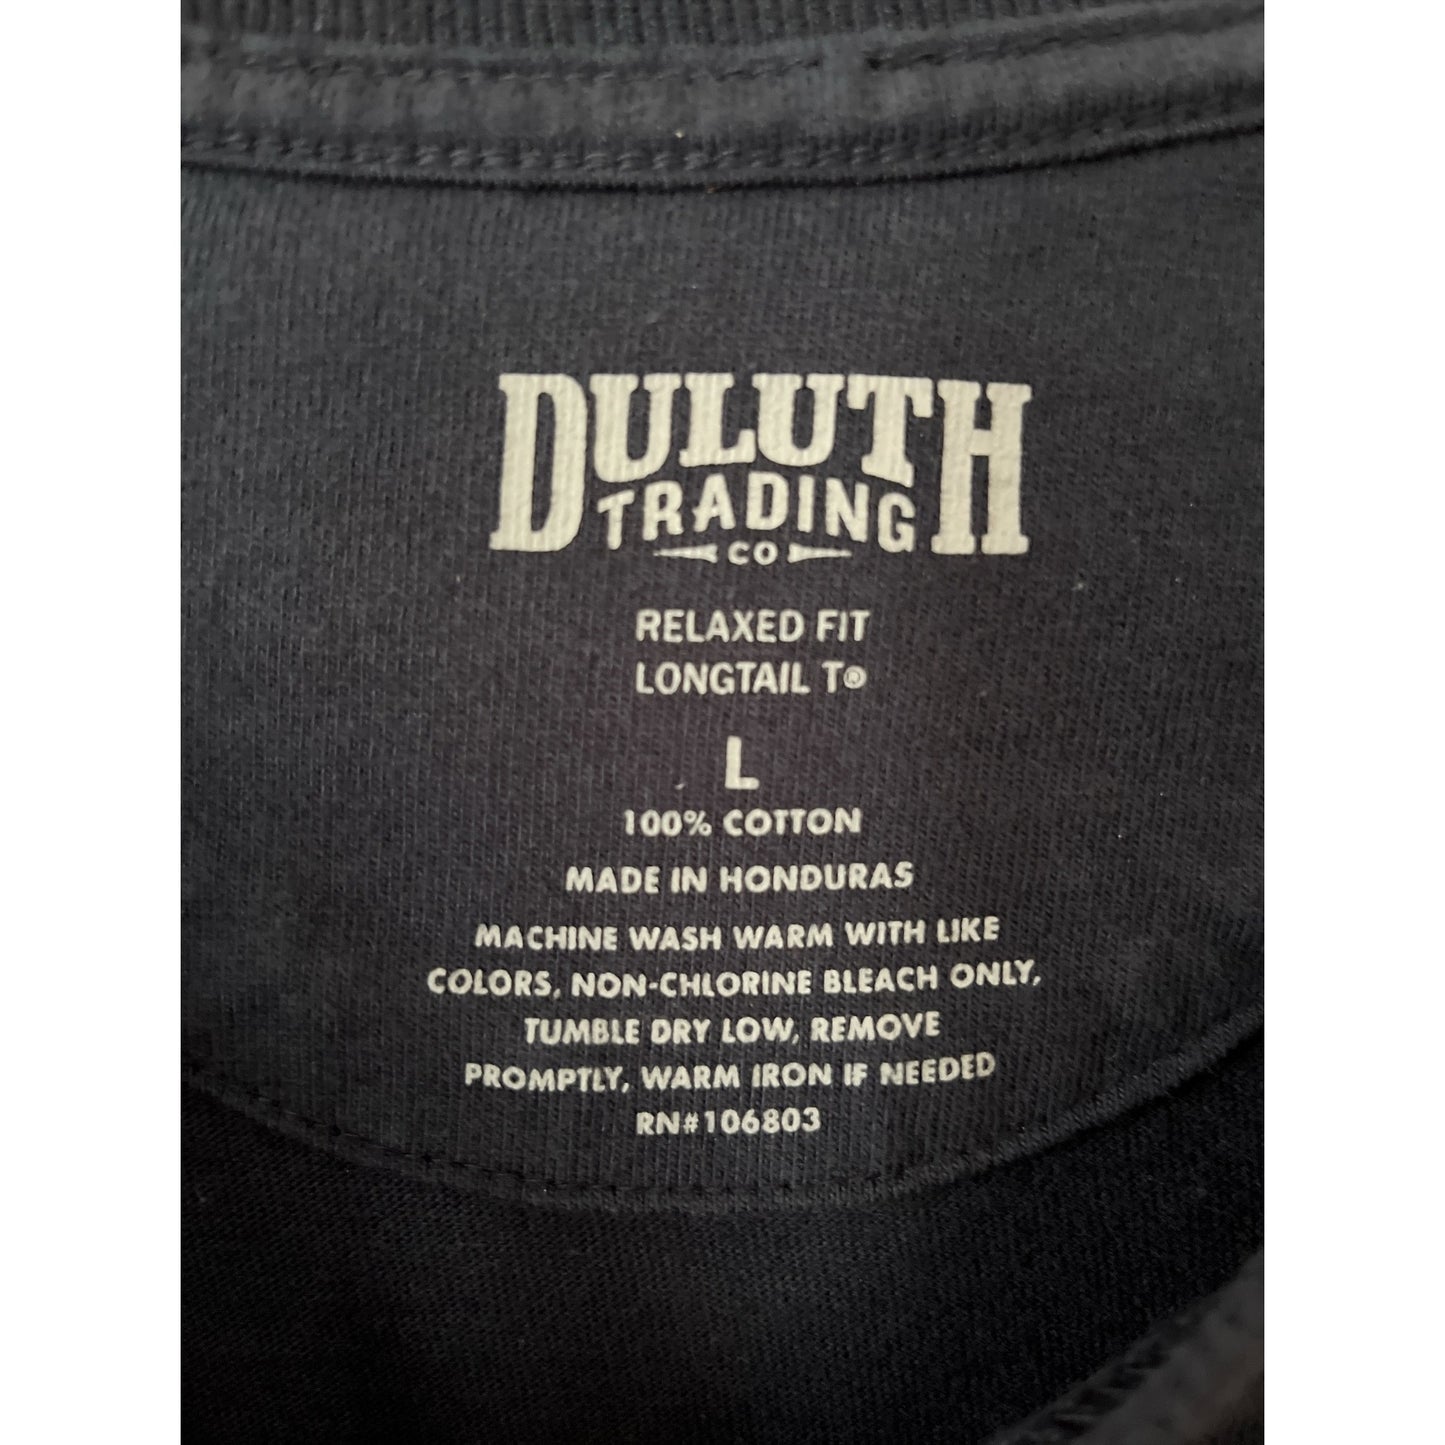 DULUTH
TRADING
CO
RELAXED FIT
LONGTAIL T®
L
100% COTTON
MADE IN HONDURAS
MACHINE WASH WARM WITH LIKE
COLORS, NON-CHLORINE BLEACH ONLY,
TUMBLE DRY LOW, REMOVE
PROMPTLY, WARM IRON IF NEEDED
RN#106803